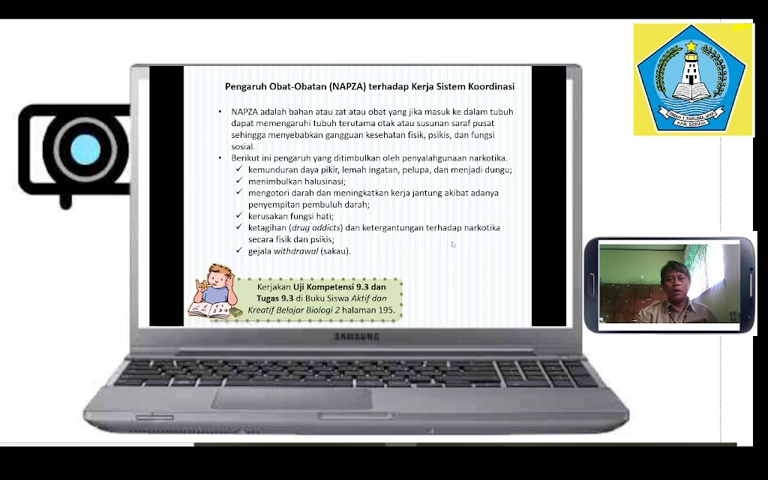 Pengaruh Obat-Obatan (NAPZA) terhadap Kerja Sistem Koordinasi
• NAPZA adalah bahan atau zat atau obat yang jika masuk ke dalam tubuh
dapat memengaruhi tubuh terutama otak atau susunan saraf pusat
sehingga menyebabkan gangguan kesehatan fisik, psikis, dan fungsi
sosial.
• Berikut ini pengaruh yang ditimbulkan oleh penyalahgunaan narkotika.
✓ kemunduran daya pikir, lemah ingatan, pelupa, dan menjadi dungu;
✓ menimbulkan halusinasi;
✓ mengotori darah dan meningkatkan kerja jantung akibat adanya
penyempitan pembuluh darah;
✓ kerusakan fungsi hati;
✓ ketagihan (drug addicts) dan ketergantungan terhadap narkotika
secara fisik dan psikis;
✓ gejala withdrawal (sakau).
Kerjakan Uji Kompetensi 9.3 dan
Tugas 9.3 di Buku Siswa Aktif dan
Kreatif Belajar Biologi 2 halaman 195.
SAMSUNG